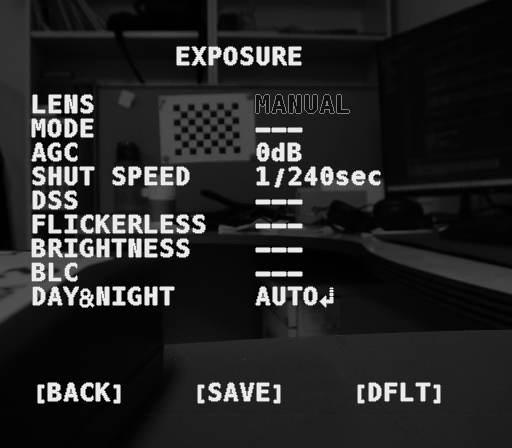 EXPOSURE
LENS MANUAL
MODE ---
AGC 0dB
SHUT SPEED 1/240sec
DSS ---
FLICKERLESS ---
BRIGHTNESS ---
BLC ---
DAY&NIGHT AUTO↲
[BACK] [SAVE] [DFLT]